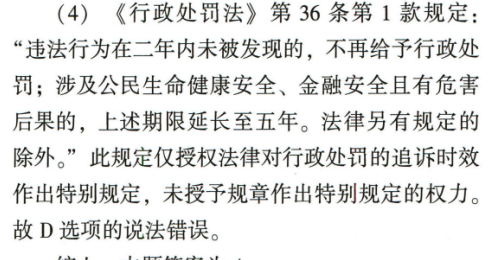 （4）《行政处罚法》第 36 条第 1 款规定：
“违法行为在二年内未被发现的，不再给予行政处
罚；涉及公民生命健康安全、金融安全且有危害
后果的，上述期限延长至五年。法律另有规定的
除外。”此规定仅授权法律对行政处罚的追诉时效
作出特别规定，未授予规章作出特别规定的权力。
故 D 选项的说法错误。